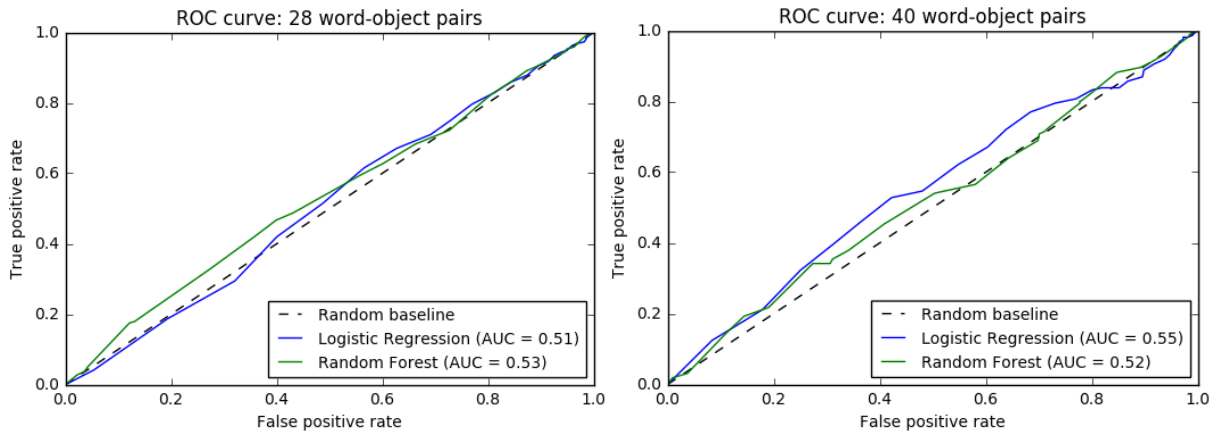 ROC curve: 28 word-object pairs
1.0
0.8
0.6
0.4
0.2
0.0
True positive rate
0.0 0.2 0.4 0.6 0.8 1.0
False positive rate
Random baseline
Logistic Regression (AUC = 0.51)
Random Forest (AUC = 0.53)
ROC curve: 40 word-object pairs
1.0
0.8
0.6
0.4
0.2
0.0
True positive rate
0.0 0.2 0.4 0.6 0.8 1.0
False positive rate
Random baseline
Logistic Regression (AUC = 0.55)
Random Forest (AUC = 0.52)